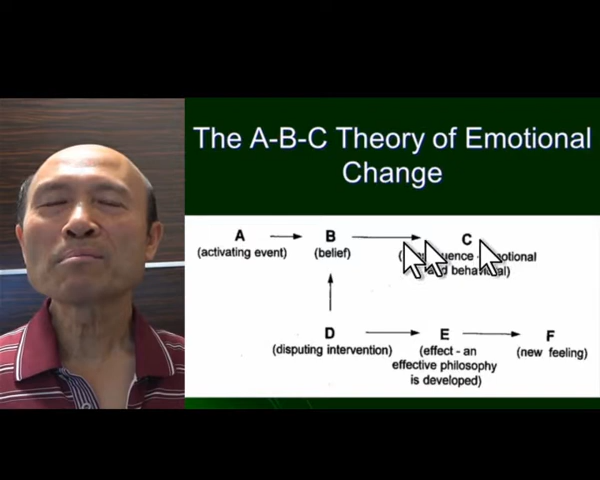 The A-B-C Theory of Emotional
Change
A B C
(activating event) (belief)
D E F
(disputing intervention) (effect - an (new feeling)
effective philosophy
is developed)